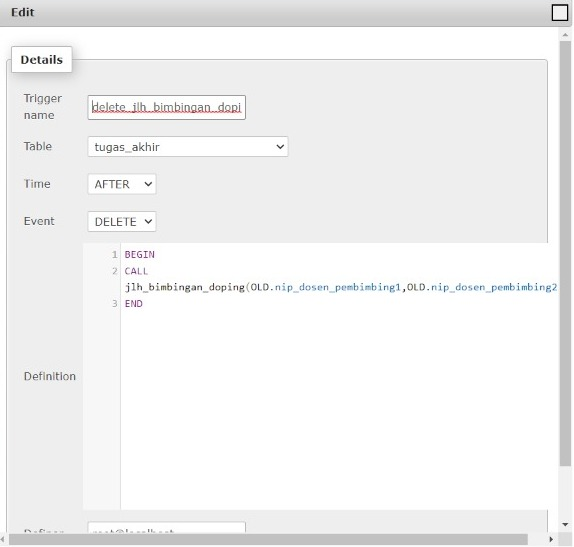 Edit
Details
Trigger
name
delete_jlh_bimbingan_dopi
Table
tugas_akhir
Time
AFTER
Event
DELETE
1 BEGIN
2 CALL
jlh_bimbingan_doping(OLD.nip_dosen_pembimbing1,OLD.nip_dosen_pembimbing2
3 END
Definition
Definer
root@localhost